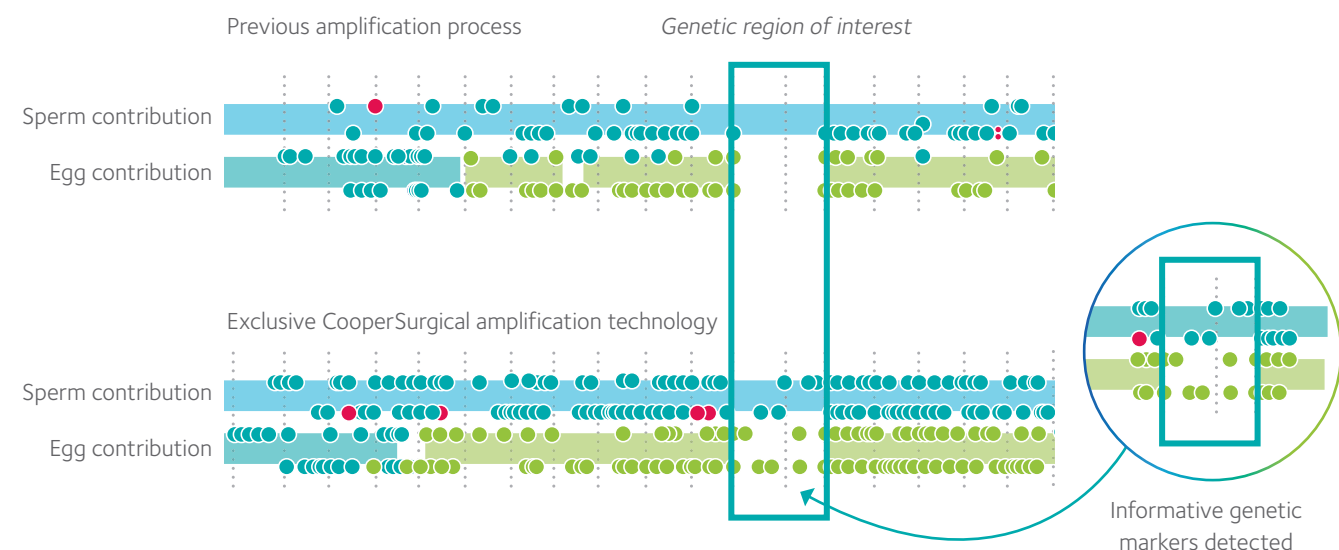 Previous amplification process
Genetic region of interest
Sperm contribution
Egg contribution
Exclusive CooperSurgical amplification technology
Sperm contribution
Egg contribution
Informative genetic
markers detected